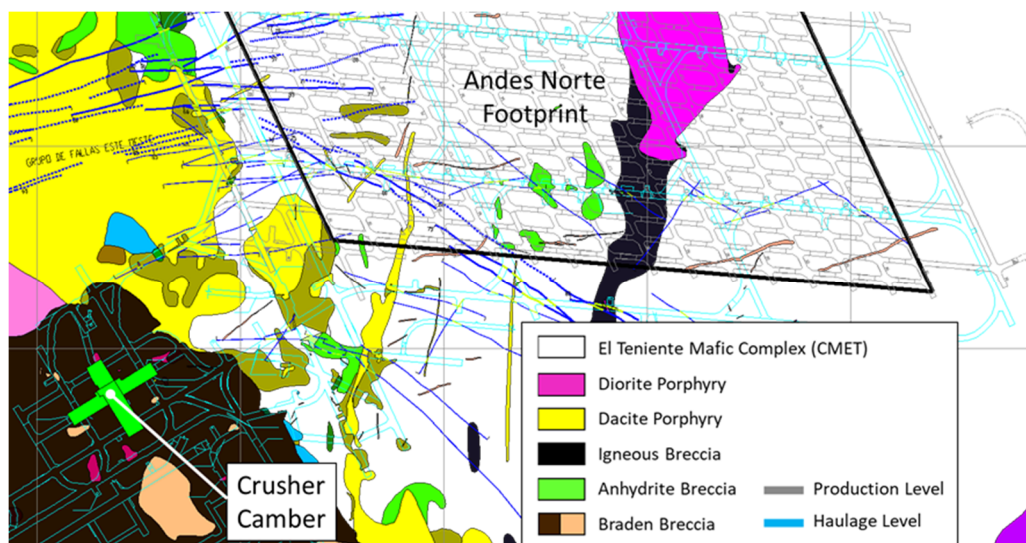 Andes Norte
Footprint
GRUPO DE FALLAS ESTE OESTE
El Teniente Mafic Complex (CMET)
Diorite Porphyry
Dacite Porphyry
Igneous Breccia
Anhydrite Breccia
Production Level
Braden Breccia
Haulage Level
Crusher
Camber